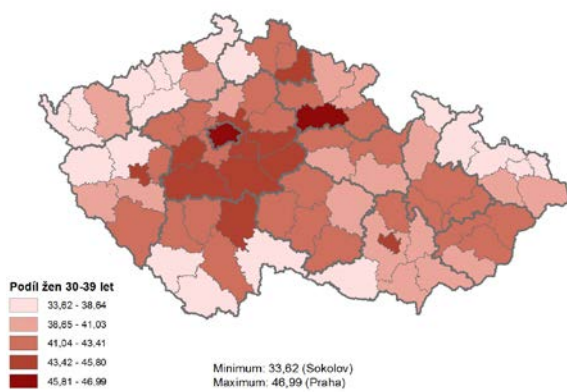 Podíl žen 30-39 let
33,62 - 38,64
38,65 - 41,03
41,04 - 43,41
43,42 - 45,80
45,81 - 46,99
Minimum: 33,62 (Sokolov)
Maximum: 46,99 (Praha)